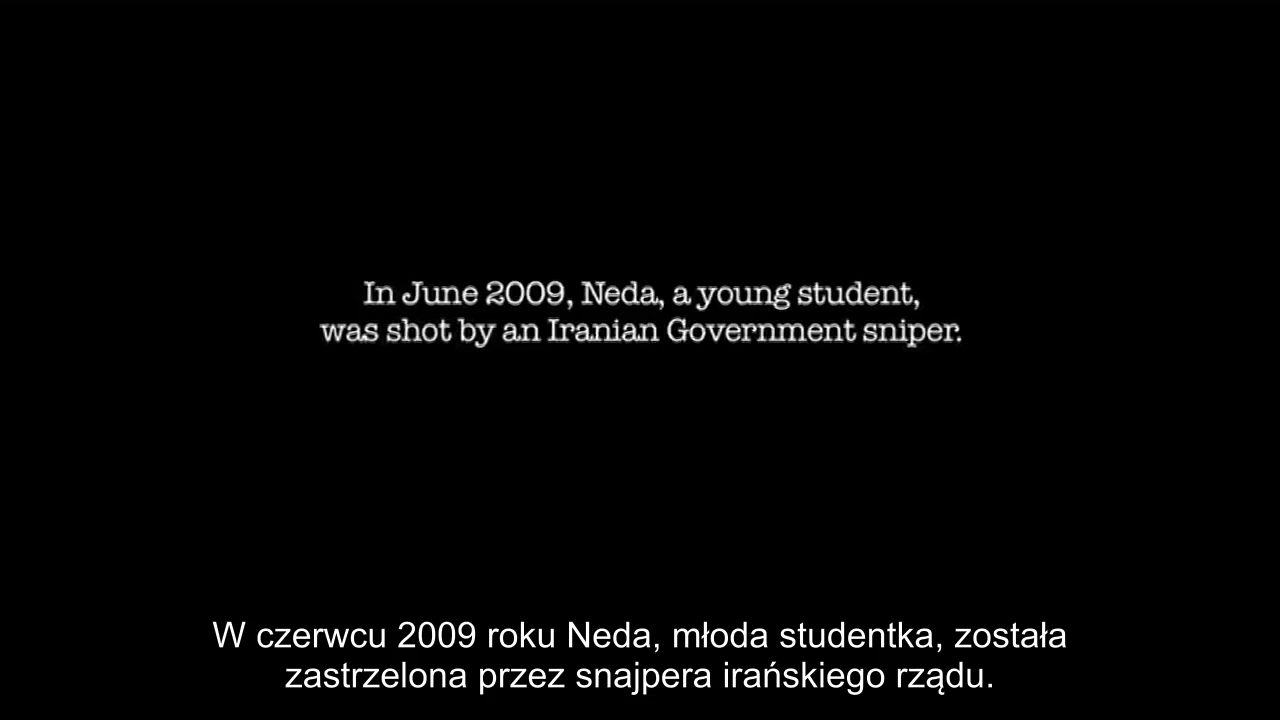 In June 2009, Neda, a young student,
was shot by an Iranian Government sniper.
W czerwcu 2009 roku Neda, młoda studentka, została
zastrzelona przez snajpera irańskiego rządu.